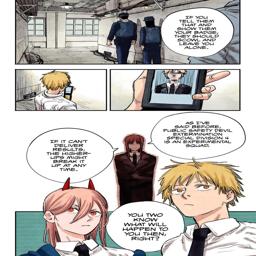 IF YOU
TELL THEM
THAT AND
SHOW THEM
YOUR BADGE,
THEY SHOULD
SCOWL AND
LEAVE YOU
ALONE.
AS I'VE
SAID BEFORE,
PUBLIC SAFETY DEVIL
EXTERMINATION
SPECIAL DIVISION 4
IS AN EXPERIMENTAL
SQUAD.
IF IT CAN'T
DELIVER
RESULTS,
THE HIGHER-
UPS MIGHT
BREAK IT
UP AT ANY
TIME.
YOU TWO
KNOW
WHAT WILL
HAPPEN TO
YOU THEN,
RIGHT?